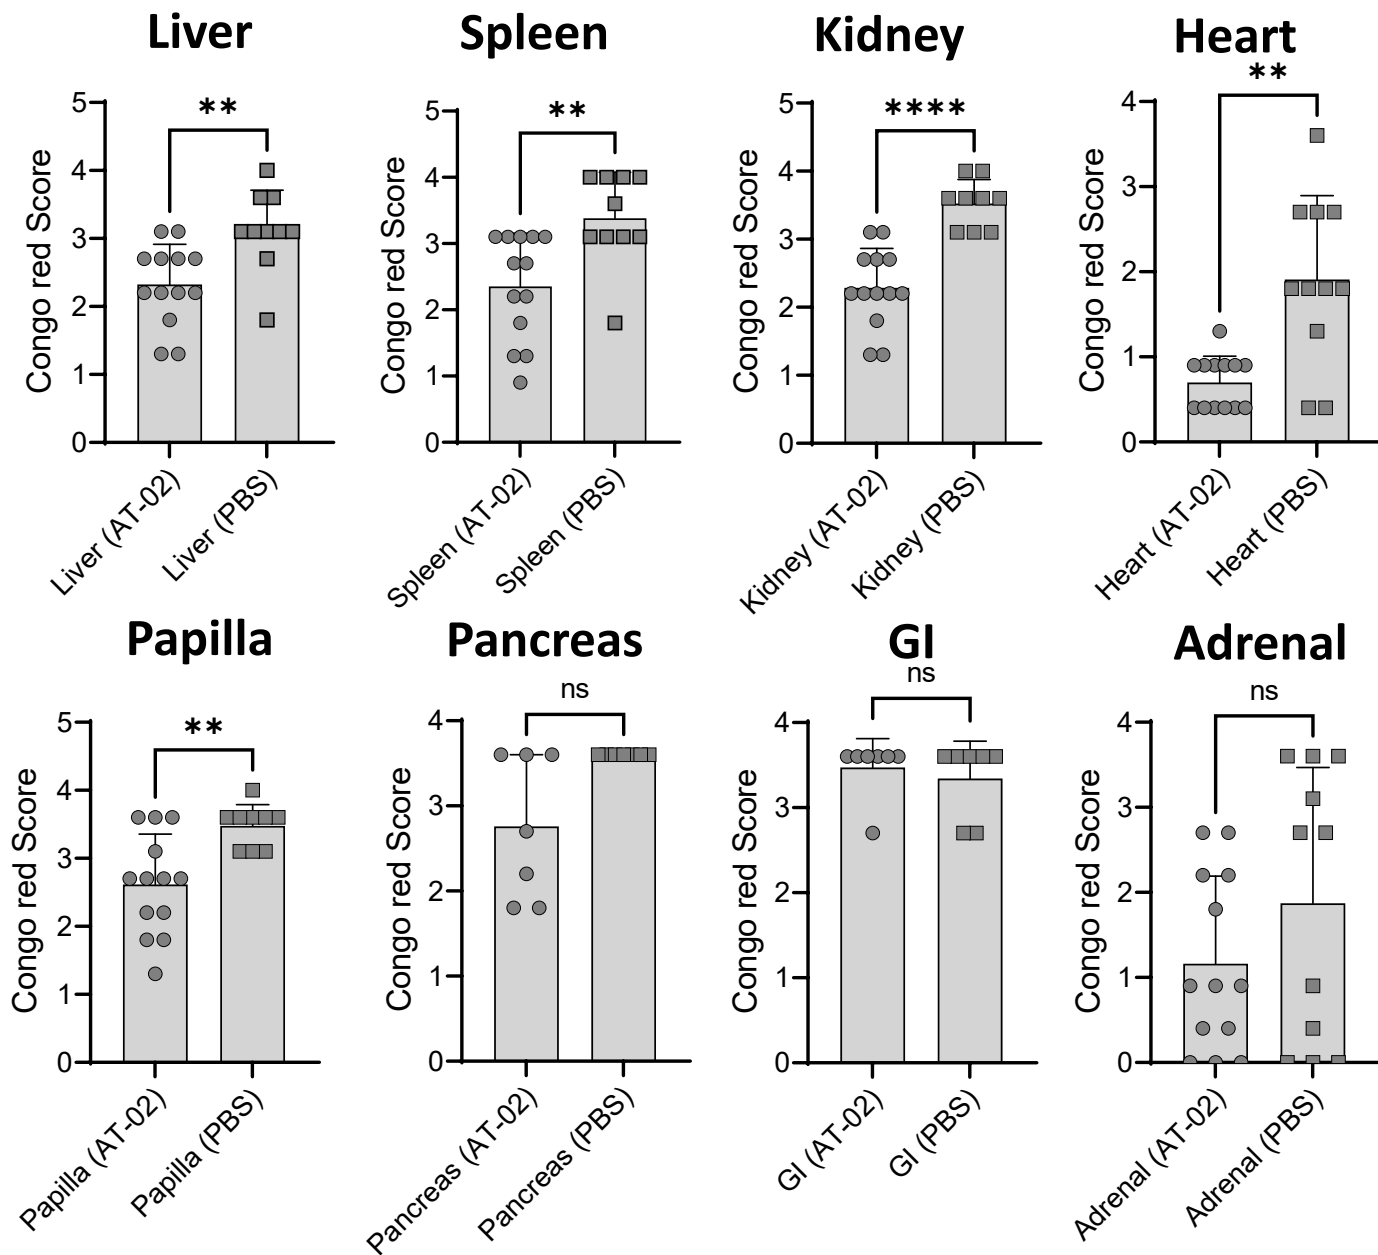 Liver
Spleen
Kidney
Heart
**
**
****
**
Congo red Score
5
4
3
2
1
0
Liver (AT-02)
Liver (PBS)
Congo red Score
5
4
3
2
1
0
Spleen (AT-02)
Spleen (PBS)
Congo red Score
5
4
3
2
1
0
Kidney (AT-02)
Kidney (PBS)
Congo red Score
4
3
2
1
0
Heart (AT-02)
Heart (PBS)
Papilla
Pancreas
GI
Adrenal
**
ns
ns
ns
Congo red Score
5
4
3
2
1
0
Papilla (AT-02)
Papilla (PBS)
Congo red Score
4
3
2
1
0
Pancreas (AT-02)
Pancreas (PBS)
Congo red Score
4
3
2
1
0
GI (AT-02)
GI (PBS)
Congo red Score
4
3
2
1
0
Adrenal (AT-02)
Adrenal (PBS)